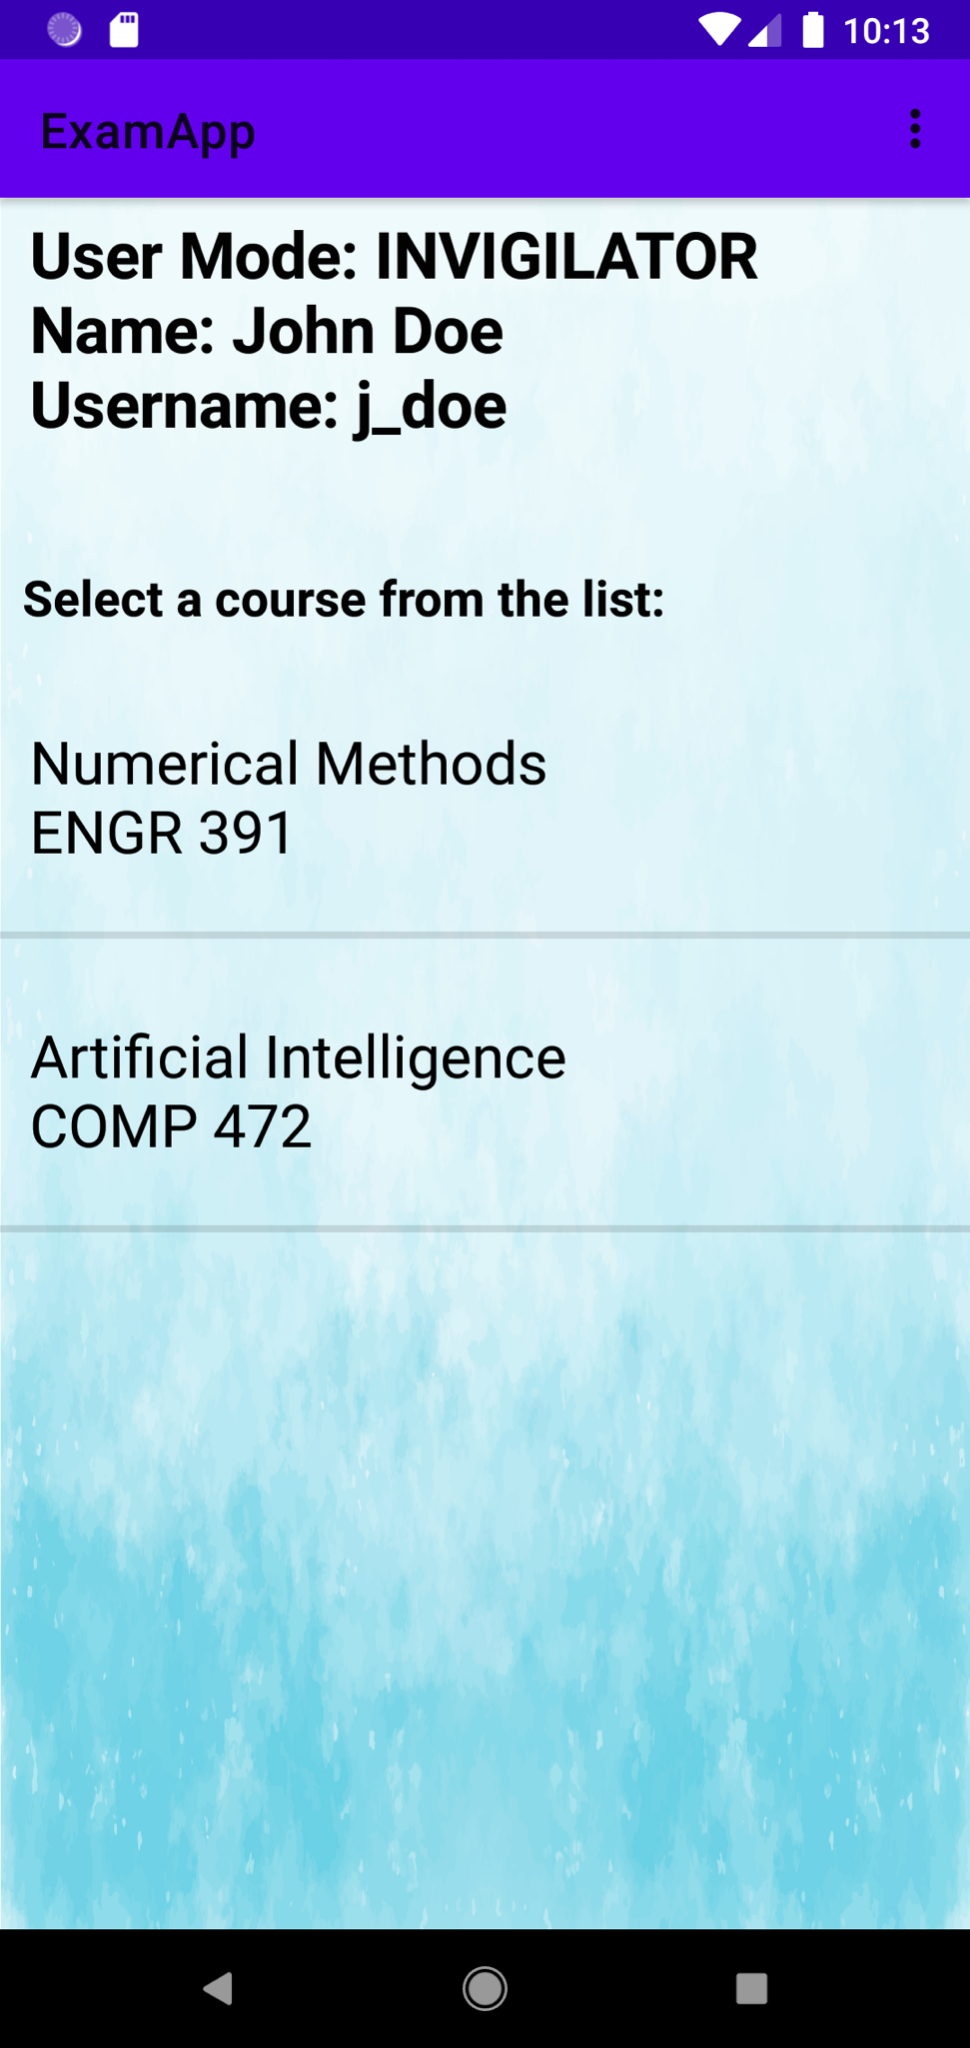 10:13
ExamApp
User Mode: INVIGILATOR
Name: John Doe
Username: j_doe
Select a course from the list:
Numerical Methods
ENGR 391
Artificial Intelligence
COMP 472